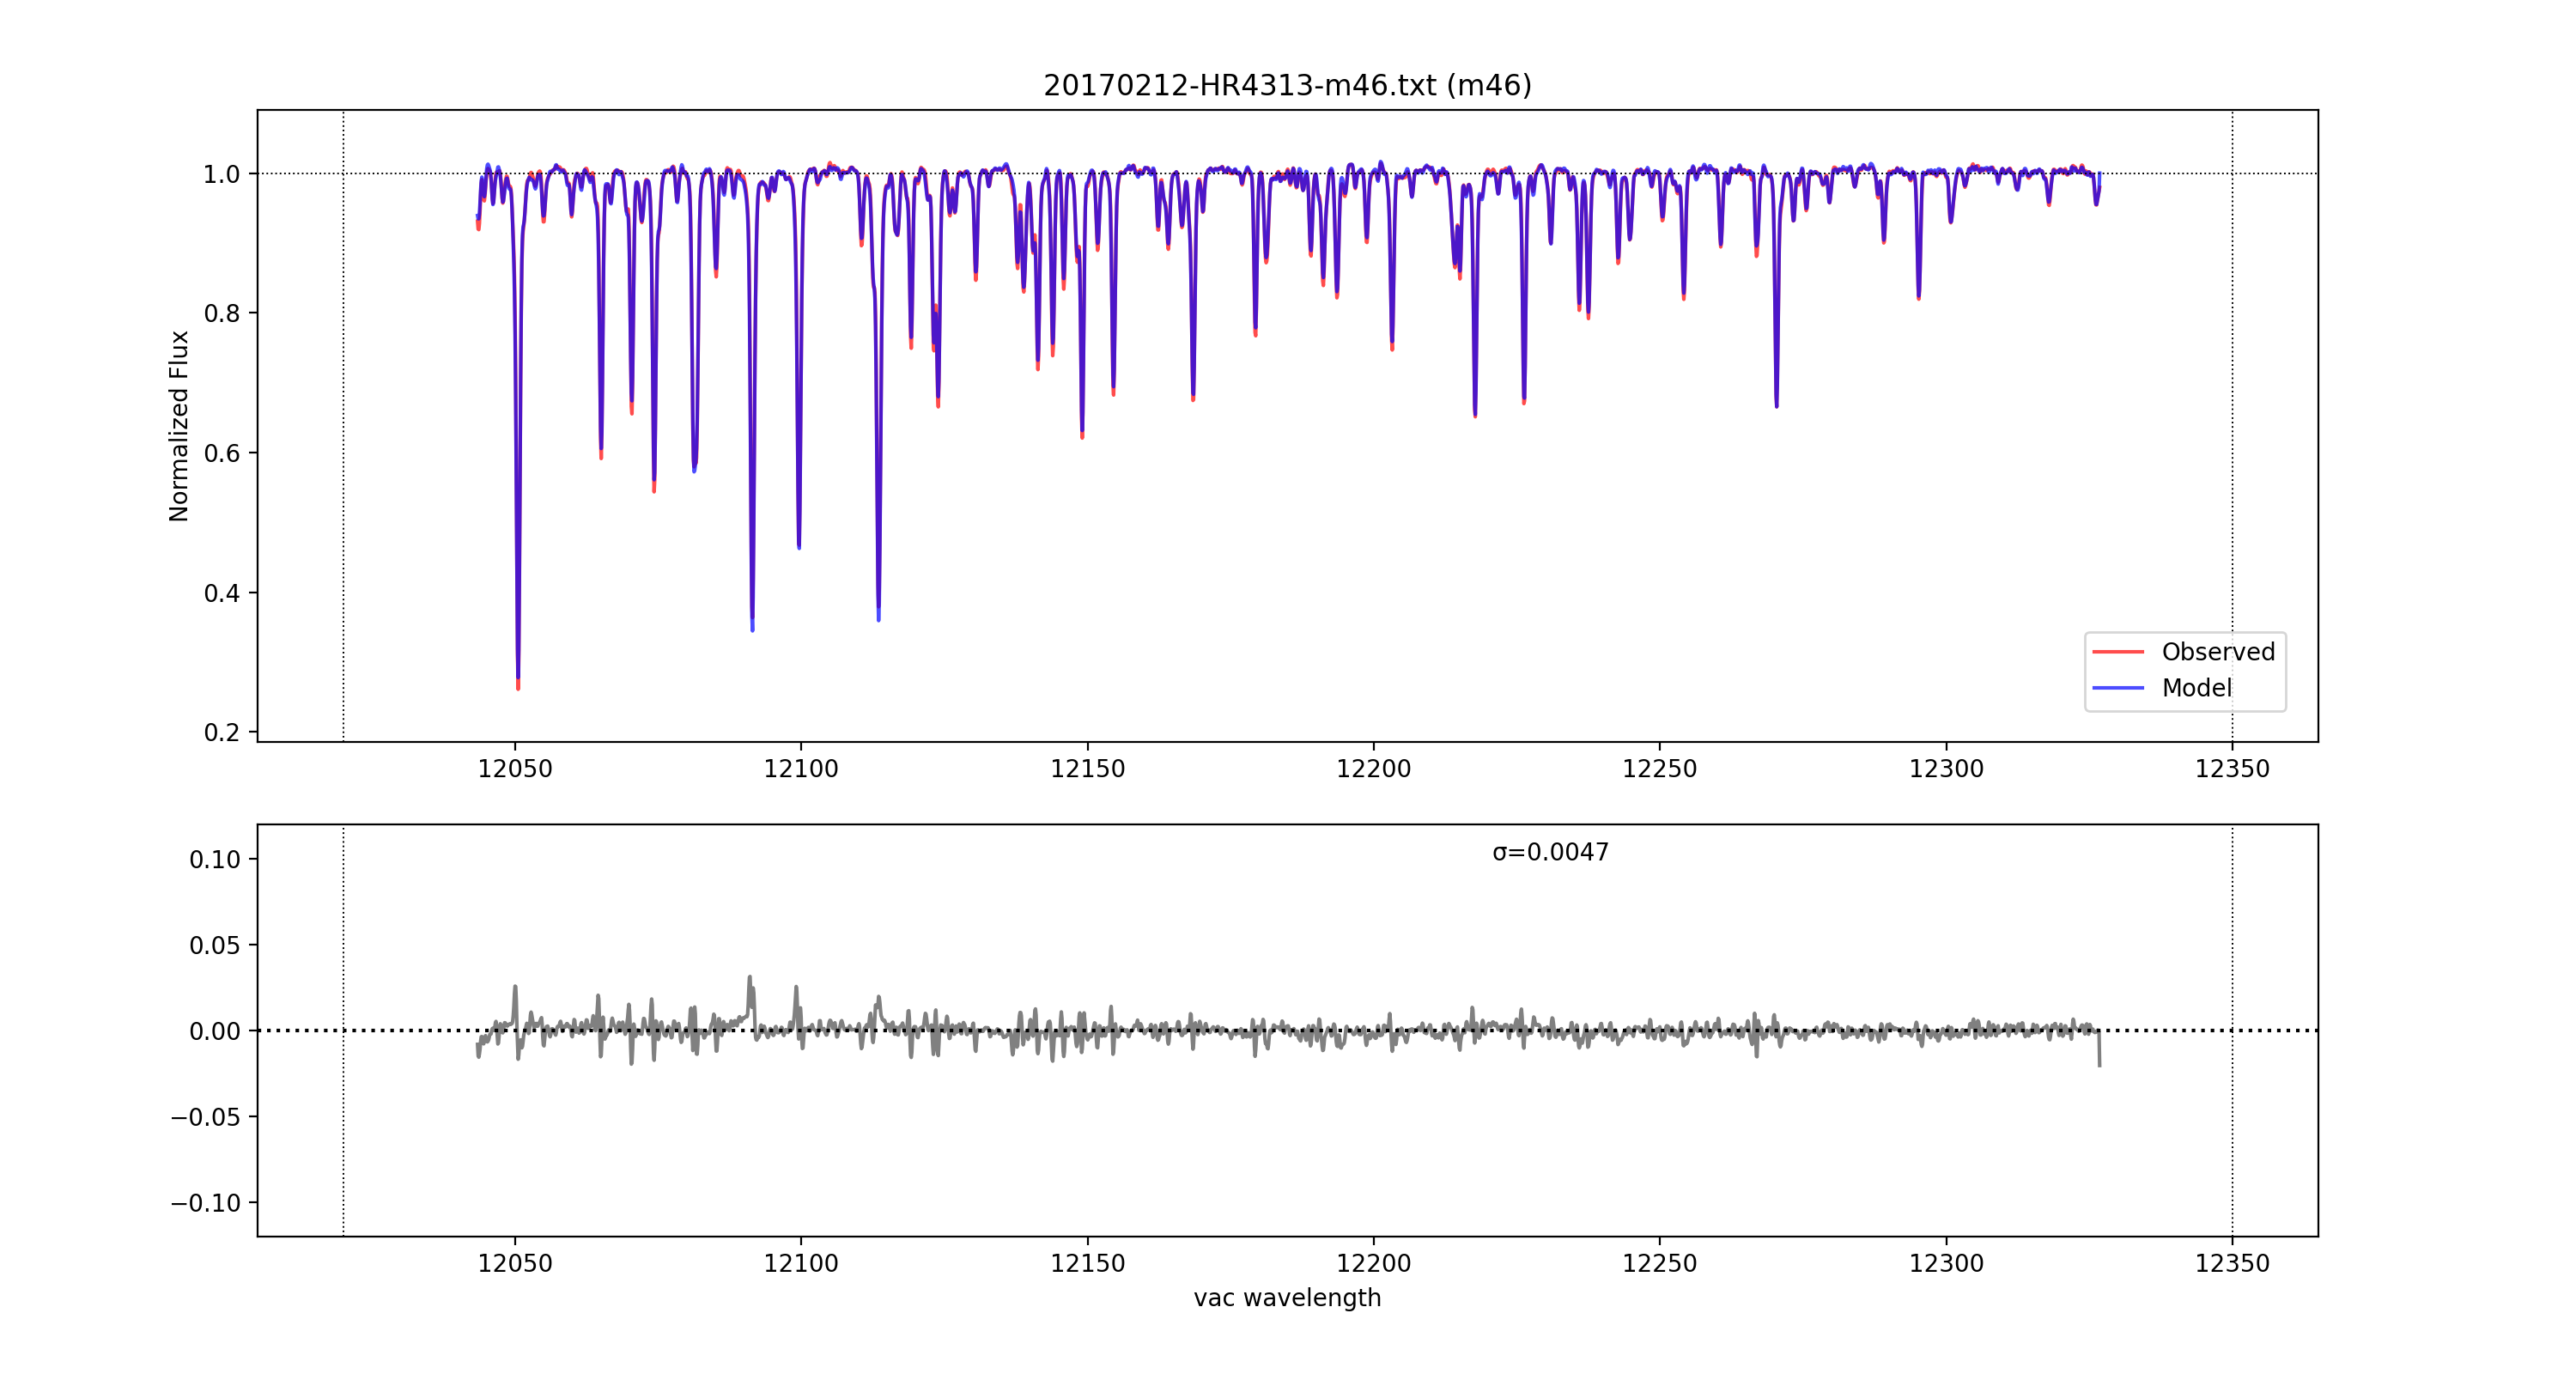 20170212-HR4313-m46.txt (m46)
Normalized Flux
1.0
0.8
0.6
0.4
0.2
Observed
Model
12050 12100 12150 12200 12250 12300 12350
σ=0.0047
0.10
0.05
0.00
−0.05
−0.10
12050 12100 12150 12200 12250 12300 12350
vac wavelength